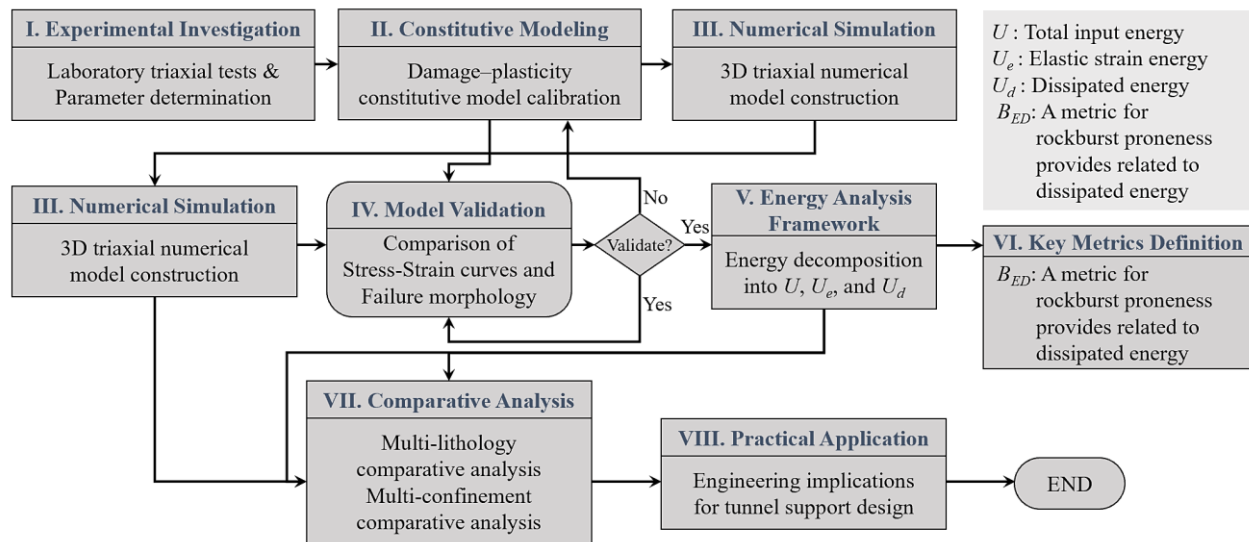 I. Experimental Investigation
Laboratory triaxial tests &
Parameter determination
II. Constitutive Modeling
Damage–plasticity
constitutive model calibration
III. Numerical Simulation
3D triaxial numerical
model construction
U : Total input energy
Ue : Elastic strain energy
Ud : Dissipated energy
BED: A metric for
rockburst proneness
provides related to
dissipated energy
III. Numerical Simulation
3D triaxial numerical
model construction
IV. Model Validation
Comparison of
Stress-Strain curves and
Failure morphology
No
Validate?
Yes
Yes
V. Energy Analysis
Framework
Energy decomposition
into U, Ue, and Ud
VI. Key Metrics Definition
BED: A metric for
rockburst proneness
provides related to
dissipated energy
VII. Comparative Analysis
Multi-lithology
comparative analysis
Multi-confinement
comparative analysis
VIII. Practical Application
Engineering implications
for tunnel support design
END